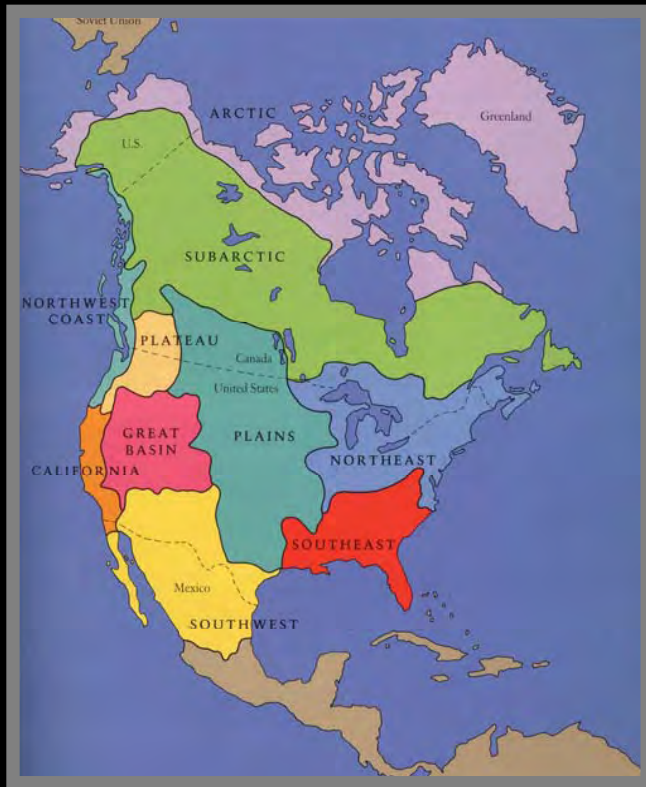 Soviet Union
ARCTIC
Greenland
U.S.
SUBARCTIC
NORTHWEST
COAST
PLATEAU
Canada
United States
GREAT
BASIN
PLAINS
CALIFORNIA
NORTHEAST
SOUTHEAST
Mexico
SOUTHWEST